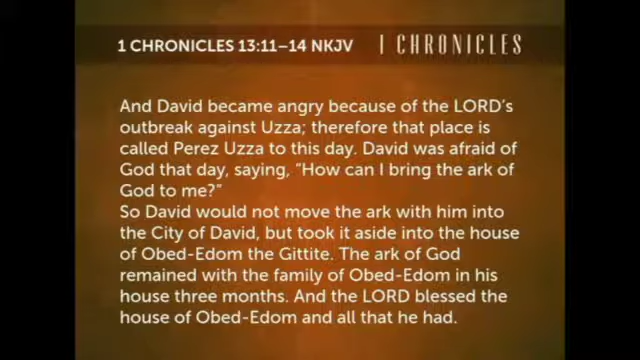 1 CHRONICLES 13:11–14 NKJV
1 CHRONICLES
And David became angry because of the LORD's
outbreak against Uzza; therefore that place is
called Perez Uzza to this day. David was afraid of
God that day, saying, "How can I bring the ark of
God to me?"
So David would not move the ark with him into
the City of David, but took it aside into the house
of Obed-Edom the Gittite. The ark of God
remained with the family of Obed-Edom in his
house three months. And the LORD blessed the
house of Obed-Edom and all that he had.